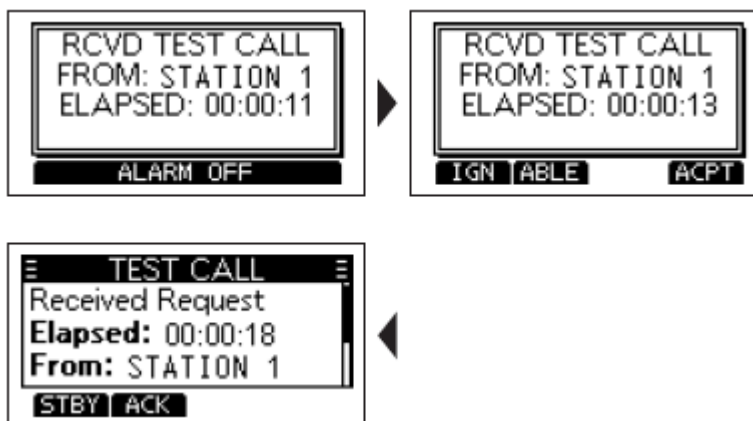 RCVD TEST CALL
FROM: STATION 1
ELAPSED: 00:00:11
ALARM OFF
RCVD TEST CALL
FROM: STATION 1
ELAPSED: 00:00:13
IGN ABLE ACPT
TEST CALL
Received Request
Elapsed: 00:00:18
From: STATION 1
STBY ACK